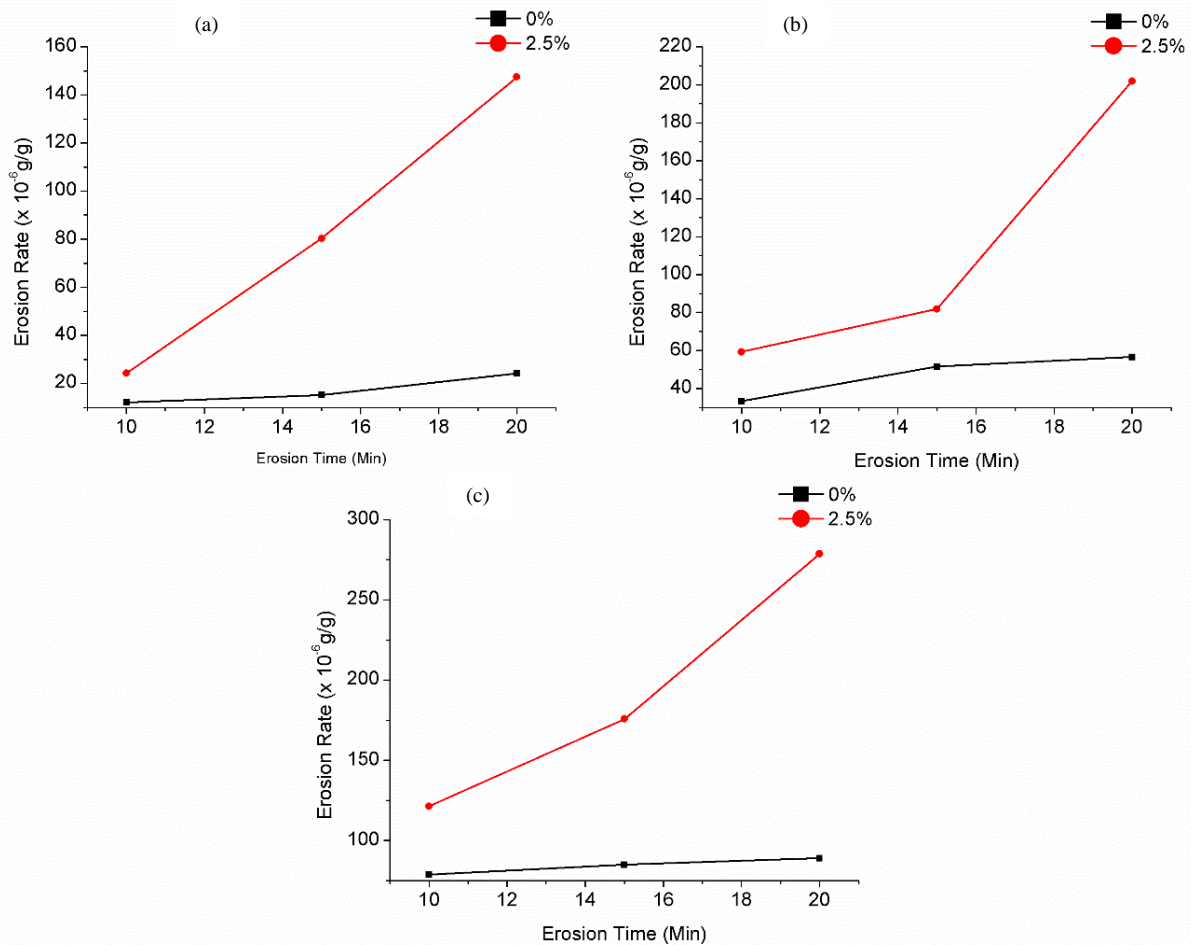 (a)
0%
2.5%
160
140
120
100
80
60
40
20
Erosion Rate (x 10⁻⁶g/g)
10 12 14 16 18 20
Erosion Time (Min)
(b)
0%
2.5%
220
200
180
160
140
120
100
80
60
40
Erosion Rate (x 10⁻⁶g/g)
10 12 14 16 18 20
Erosion Time (Min)
(c)
0%
2.5%
300
250
200
150
100
Erosion Rate (x 10⁻⁶g/g)
10 12 14 16 18 20
Erosion Time (Min)